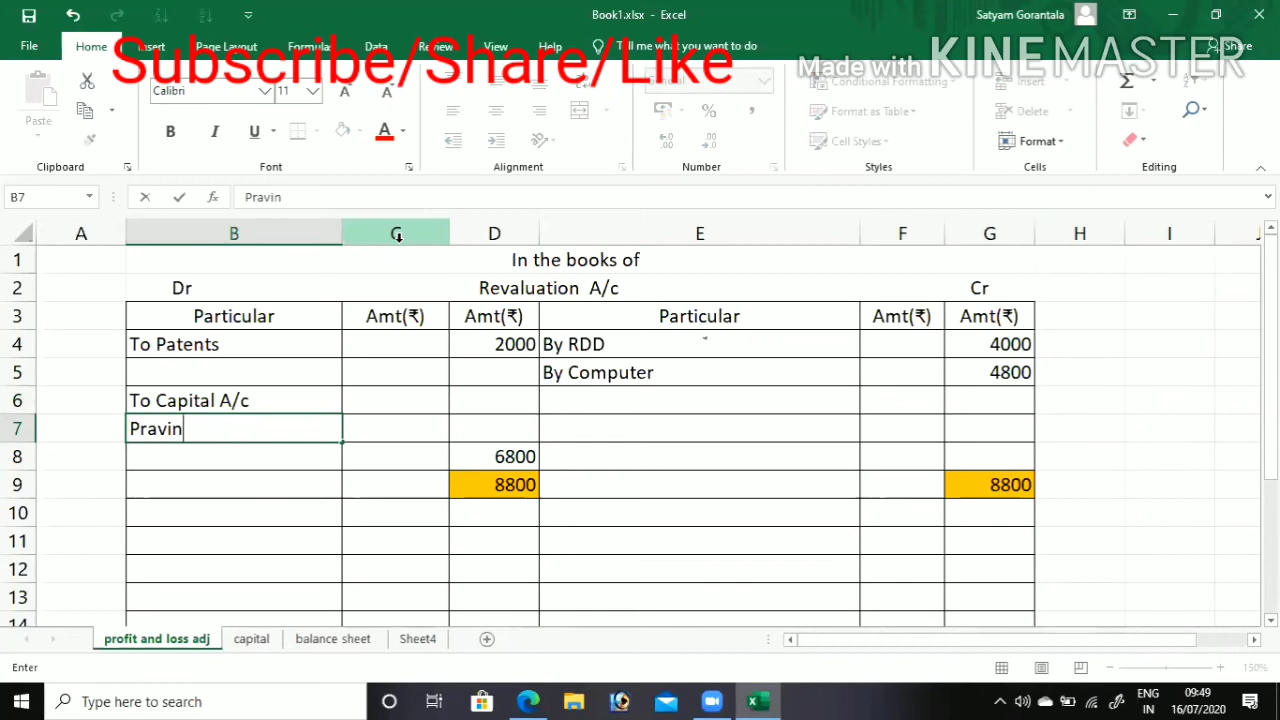 Book1.xlsx - Excel
Satyam Gorantala
File Home Insert Page Layout Formulas Data Review View Help Tell me what you want to do Share
Subscribe/Share/Like
Made with KINEMASTER
Paste
Calibri 11
General
Conditional Formatting
Format as Table
Cell Styles
Insert
Delete
Format
Clipboard Font Alignment Number Styles Cells Editing
B7 fx Pravin
A B C D E F G H I J
1 In the books of
2 Dr Revaluation A/c Cr
3 Particular Amt(₹) Amt(₹) Particular Amt(₹) Amt(₹)
4 To Patents 2000 By RDD 4000
5 By Computer 4800
6 To Capital A/c
7 Pravin
8 6800
9 8800 8800
10
11
12
13
14
profit and loss adj capital balance sheet Sheet4
Enter 150%
Type here to search
ENG 09:49
IN 16/07/2020